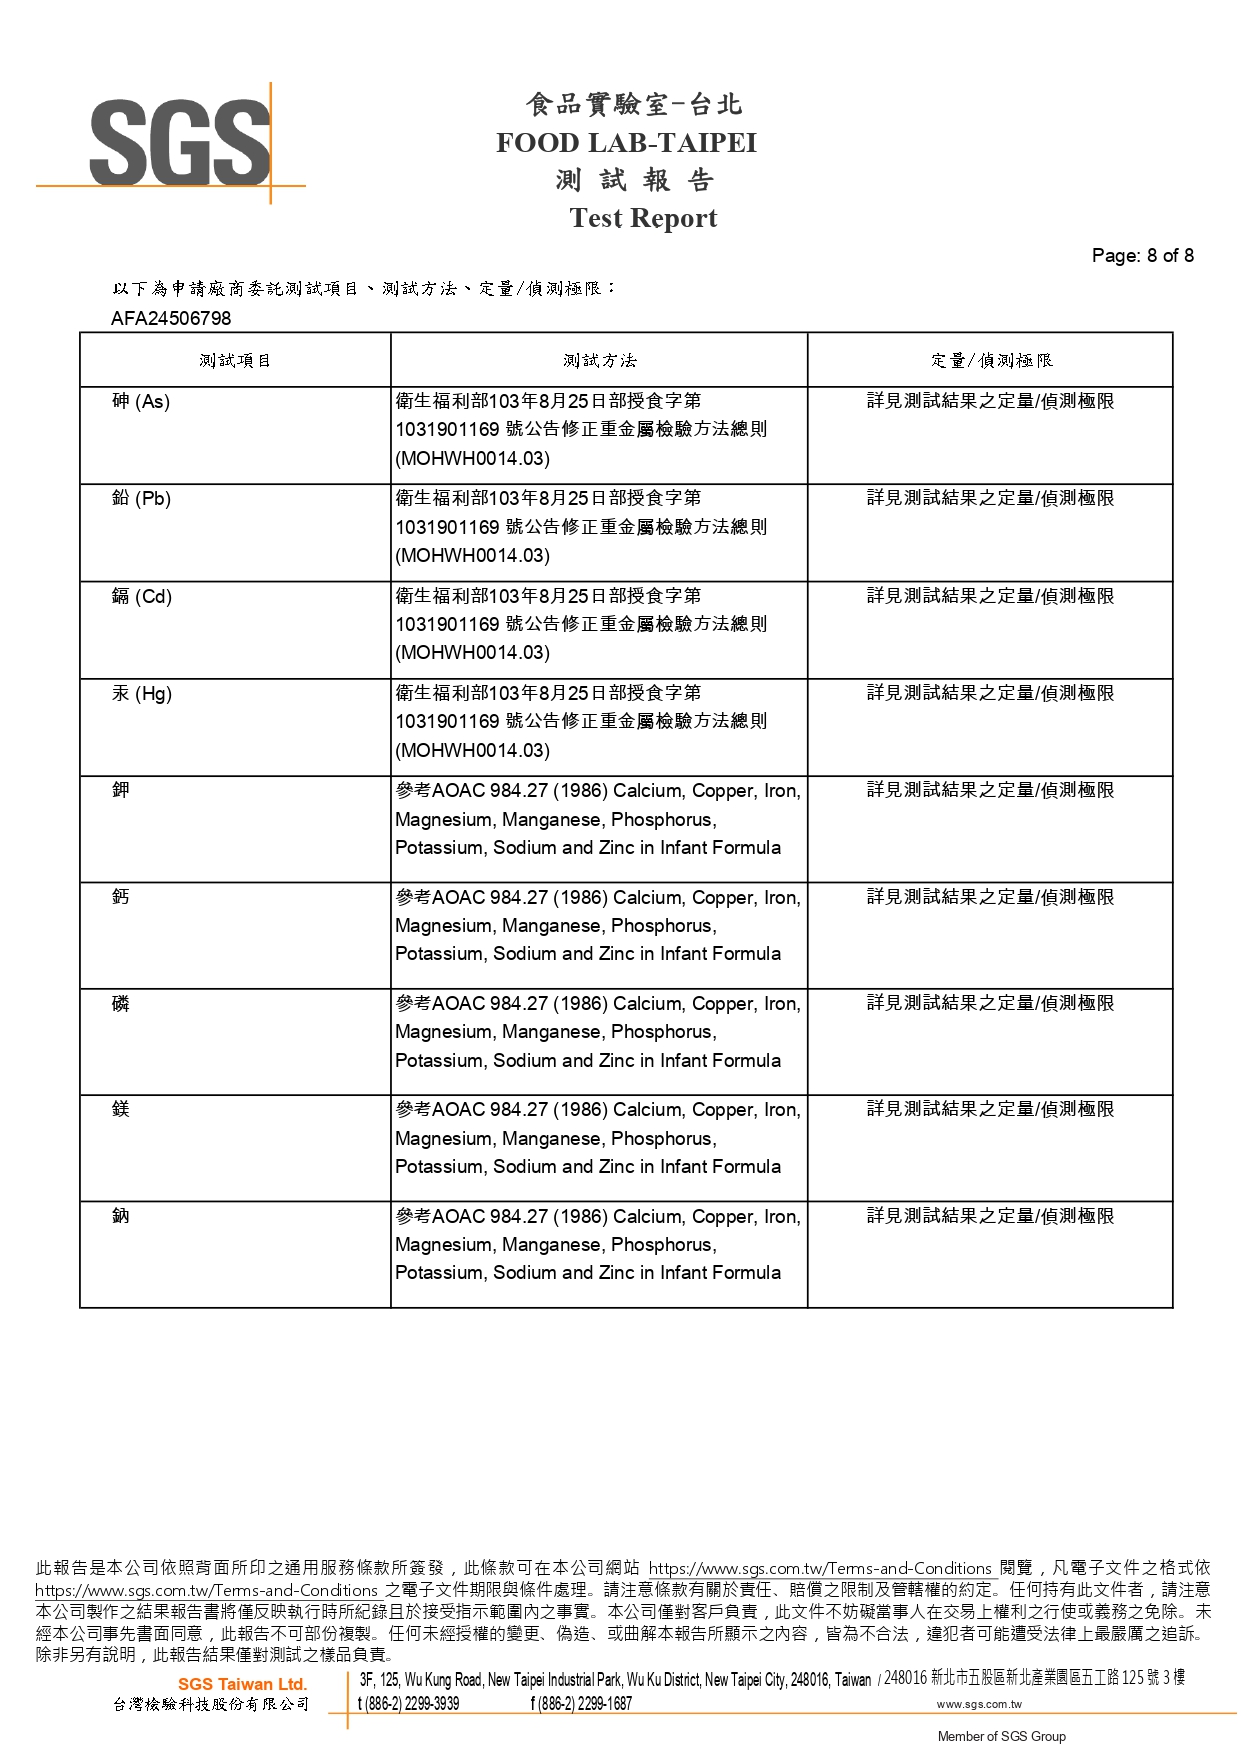 SGS
食品實驗室-台北
FOOD LAB-TAIPEI
測 試 報 告
Test Report
Page: 8 of 8
以下為申請廠商委託測試項目、測試方法、定量/偵測極限：
AFA24506798
測試項目 測試方法 定量/偵測極限
砷 (As) 衛生福利部103年8月25日部授食字第 詳見測試結果之定量/偵測極限
1031901169 號公告修正重金屬檢驗方法總則
(MOHWH0014.03)
鉛 (Pb) 衛生福利部103年8月25日部授食字第 詳見測試結果之定量/偵測極限
1031901169 號公告修正重金屬檢驗方法總則
(MOHWH0014.03)
鎘 (Cd) 衛生福利部103年8月25日部授食字第 詳見測試結果之定量/偵測極限
1031901169 號公告修正重金屬檢驗方法總則
(MOHWH0014.03)
汞 (Hg) 衛生福利部103年8月25日部授食字第 詳見測試結果之定量/偵測極限
1031901169 號公告修正重金屬檢驗方法總則
(MOHWH0014.03)
鉀 參考AOAC 984.27 (1986) Calcium, Copper, Iron, 詳見測試結果之定量/偵測極限
Magnesium, Manganese, Phosphorus,
Potassium, Sodium and Zinc in Infant Formula
鈣 參考AOAC 984.27 (1986) Calcium, Copper, Iron, 詳見測試結果之定量/偵測極限
Magnesium, Manganese, Phosphorus,
Potassium, Sodium and Zinc in Infant Formula
磷 參考AOAC 984.27 (1986) Calcium, Copper, Iron, 詳見測試結果之定量/偵測極限
Magnesium, Manganese, Phosphorus,
Potassium, Sodium and Zinc in Infant Formula
鎂 參考AOAC 984.27 (1986) Calcium, Copper, Iron, 詳見測試結果之定量/偵測極限
Magnesium, Manganese, Phosphorus,
Potassium, Sodium and Zinc in Infant Formula
鈉 參考AOAC 984.27 (1986) Calcium, Copper, Iron, 詳見測試結果之定量/偵測極限
Magnesium, Manganese, Phosphorus,
Potassium, Sodium and Zinc in Infant Formula
此報告是本公司依照背面所印之通用服務條款所簽發，此條款可在本公司網站 https://www.sgs.com.tw/Terms-and-Conditions 閱覽，凡電子文件之格式依
https://www.sgs.com.tw/Terms-and-Conditions 之電子文件期限與條件處理。請注意條款有關於責任、賠償之限制及管轄權的約定。任何持有此文件者，請注意
本公司製作之結果報告書將僅反映執行時所紀錄且於接受指示範圍內之事實。本公司僅對客戶負責，此文件不妨礙當事人在交易上權利之行使或義務之免除。未
經本公司事先書面同意，此報告不可部份複製。任何未經授權的變更、偽造、或曲解本報告所顯示之內容，皆為不合法，違犯者可能遭受法律上最嚴厲之追訴。
除非另有說明，此報告結果僅對測試之樣品負責。
SGS Taiwan Ltd. 3F, 125, Wu Kung Road, New Taipei Industrial Park, Wu Ku District, New Taipei City, 248016, Taiwan / 248016 新北市五股區新北產業園區五工路 125 號 3 樓
台灣檢驗科技股份有限公司 t (886-2) 2299-3939 f (886-2) 2299-1687 www.sgs.com.tw
Member of SGS Group